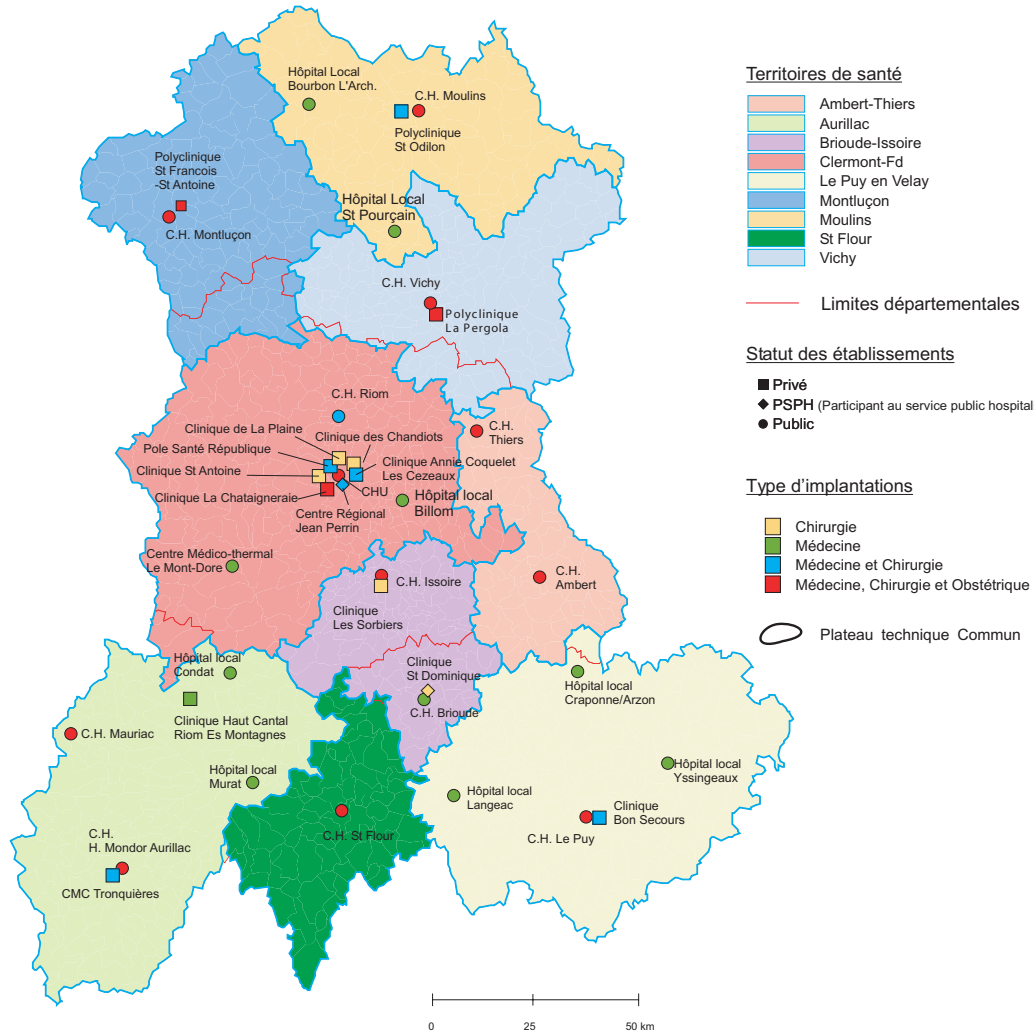 Hôpital Local
Bourbon L'Arch.
C.H. Moulins
Polyclinique
St Odilon
Polyclinique
St Francois
-St Antoine
C.H. Montluçon
Hôpital Local
St Pourçain
C.H. Vichy
Polyclinique
La Pergola
C.H. Riom
Clinique de La Plaine
Clinique des Chandiots
Pole Santé République
Clinique Annie Coquelet
Les Cezeaux
Clinique St Antoine
CHU
Clinique La Chataigneraie
Centre Régional
Jean Perrin
Hôpital local
Billom
C.H.
Thiers
Centre Médico-thermal
Le Mont-Dore
C.H. Issoire
C.H.
Ambert
Clinique
Les Sorbiers
Clinique
St Dominique
C.H. Brioude
Hôpital local
Condat
Clinique Haut Cantal
Riom Es Montagnes
C.H. Mauriac
Hôpital local
Murat
Hôpital local
Craponne/Arzon
Hôpital local
Yssingeaux
Hôpital local
Langeac
Clinique
Bon Secours
C.H. Le Puy
C.H. St Flour
C.H.
H. Mondor Aurillac
CMC Tronquières
Territoires de santé
Ambert-Thiers
Aurillac
Brioude-Issoire
Clermont-Fd
Le Puy en Velay
Montluçon
Moulins
St Flour
Vichy
Limites départementales
Statut des établissements
Privé
PSPH (Participant au service public hospital
Public
Type d'implantations
Chirurgie
Médecine
Médecine et Chirurgie
Médecine, Chirurgie et Obstétrique
Plateau technique Commun
0 25 50 km